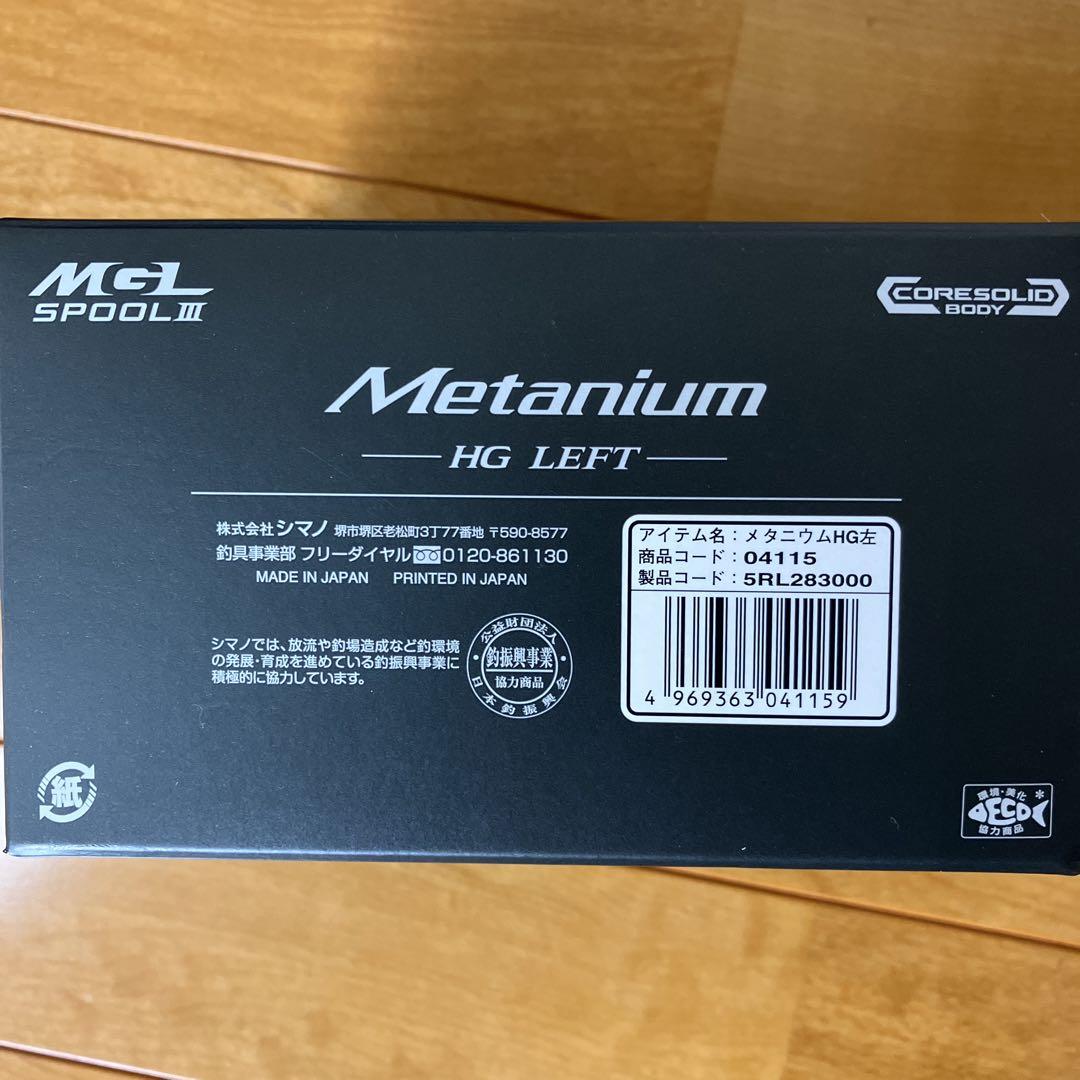 MGL
SPOOL III
CORESOLID
BODY
Metanium
HG LEFT
株式会社シマノ 堺市堺区老松町3丁77番地 〒590-8577
釣具事業部 フリーダイヤル 0120-861130
MADE IN JAPAN PRINTED IN JAPAN
シマノでは、放流や釣場造成など釣環境
の発展・育成を進めている釣振興事業に
積極的に協力しています。
公益財団法人
釣振興事業
協力商品
日本釣振興会
アイテム名：メタニウムHG左
商品コード：04115
製品コード：5RL283000
4 969363 041159
紙
環境・美化
ECO
協力商品